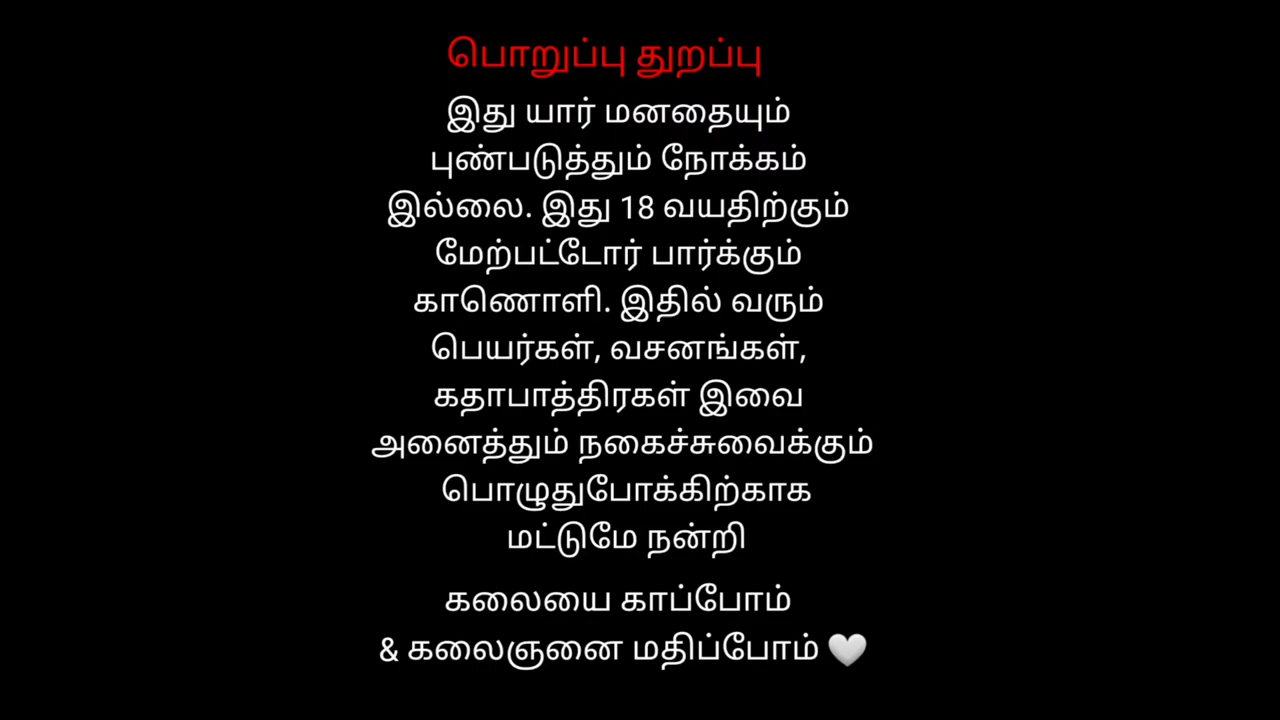 பொறுப்பு துறப்பு
இது யார் மனதையும்
புண்படுத்தும் நோக்கம்
இல்லை. இது 18 வயதிற்கும்
மேற்பட்டோர் பார்க்கும்
காணொளி. இதில் வரும்
பெயர்கள், வசனங்கள்,
கதாபாத்திரகள் இவை
அனைத்தும் நகைச்சுவைக்கும்
பொழுதுபோக்கிற்காக
மட்டுமே நன்றி
கலையை காப்போம்
& கலைஞனை மதிப்போம் 🤍